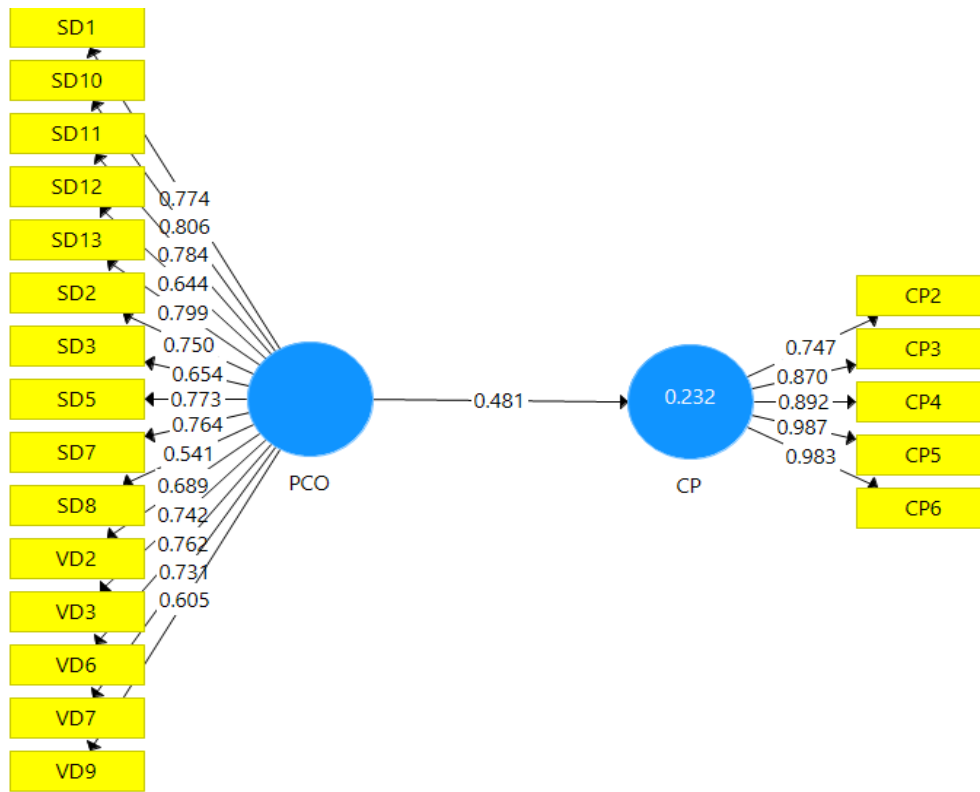 SD1
SD10
SD11
SD12
SD13
SD2
SD3
SD5
SD7
SD8
VD2
VD3
VD6
VD7
VD9
0.774
0.806
0.784
0.644
0.799
0.750
0.654
0.773
0.764
0.541
0.689
0.742
0.762
0.731
0.605
PCO
0.481
0.232
CP
0.747
0.870
0.892
0.987
0.983
CP2
CP3
CP4
CP5
CP6